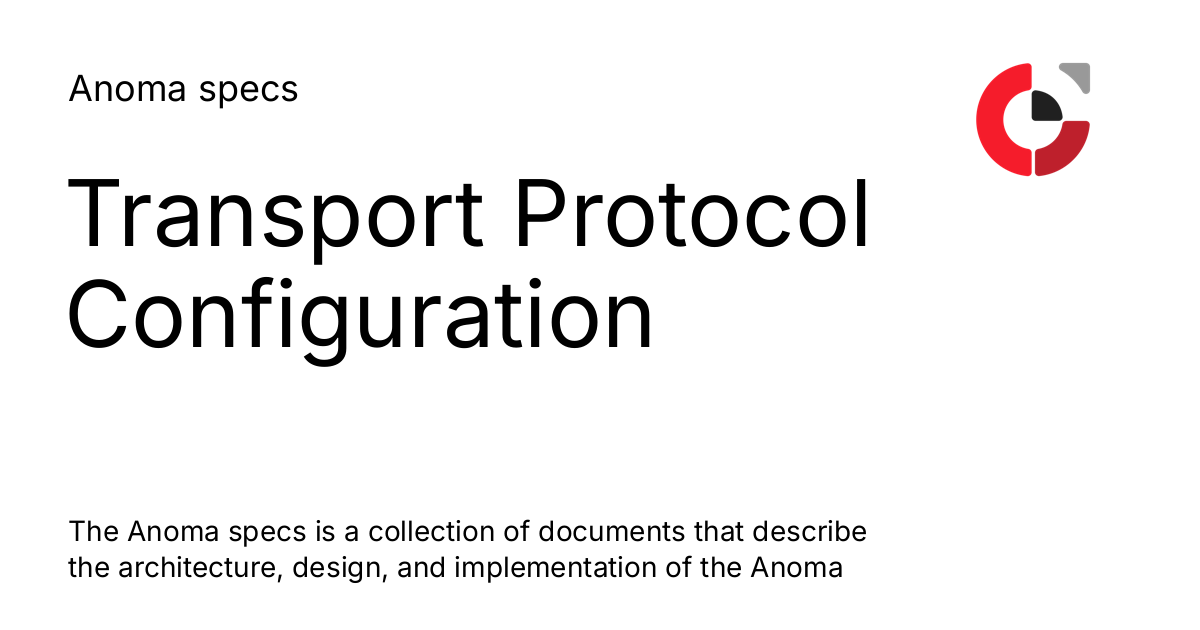 Anoma specs
Transport Protocol
Configuration
The Anoma specs is a collection of documents that describe
the architecture, design, and implementation of the Anoma